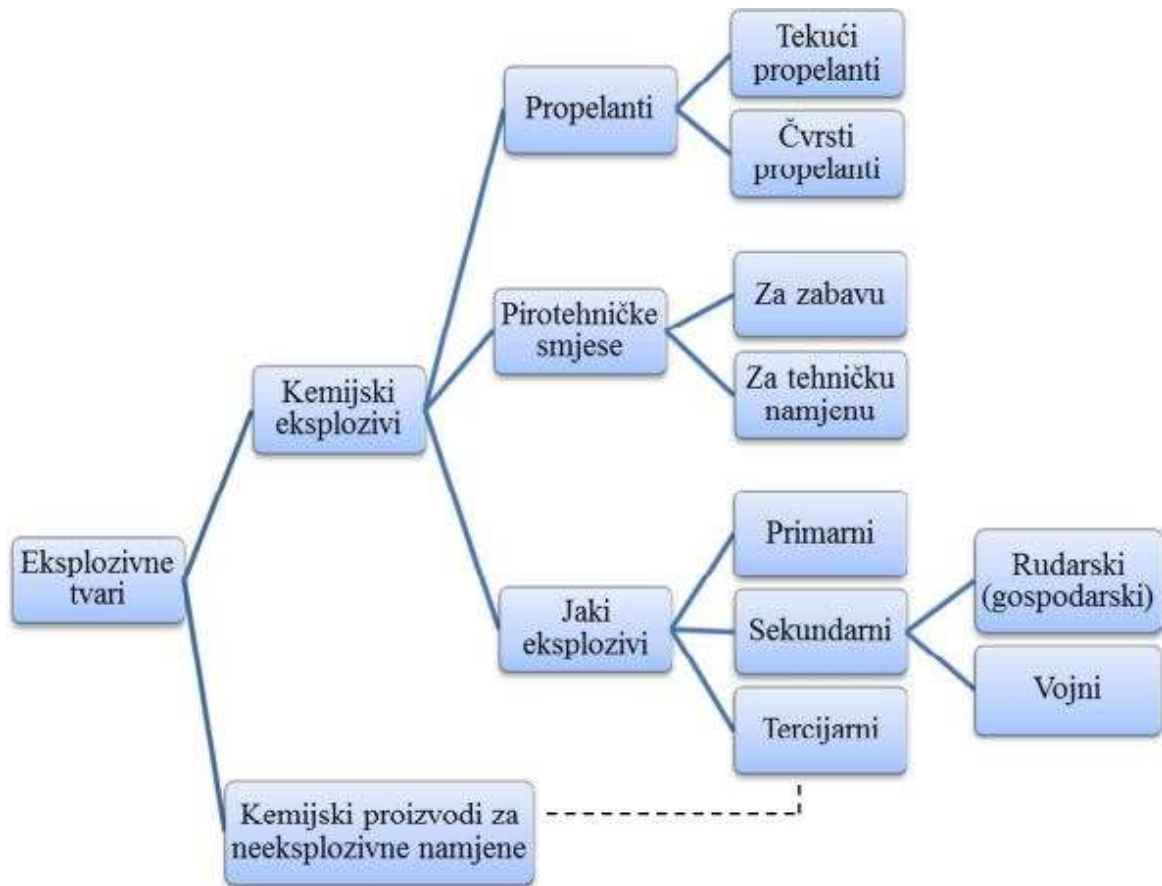 Eksplozivne
tvari
Kemijski
eksplozivi
Propelanti
Tekući
propelanti
Čvrsti
propelanti
Pirotehničke
smjese
Za zabavu
Za tehničku
namjenu
Jaki
eksplozivi
Primarni
Sekundarni
Rudarski
(gospodarski)
Vojni
Tercijarni
Kemijski proizvodi za
neeksplozivne namjene